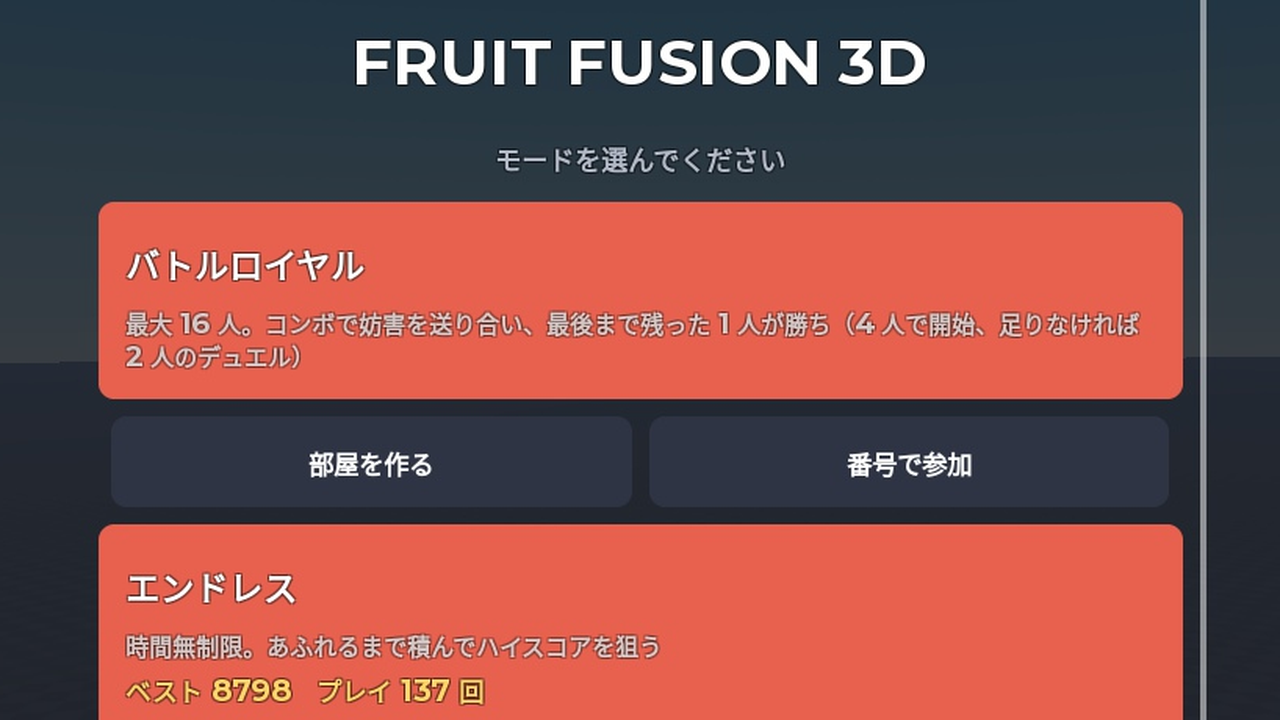 FRUIT FUSION 3D
モードを選んでください
バトルロイヤル
最大 16 人。コンボで妨害を送り合い、最後まで残った 1 人が勝ち（4 人で開始、足りなければ
2 人のデュエル）
部屋を作る
番号で参加
エンドレス
時間無制限。あふれるまで積んでハイスコアを狙う
ベスト 8798　プレイ 137 回